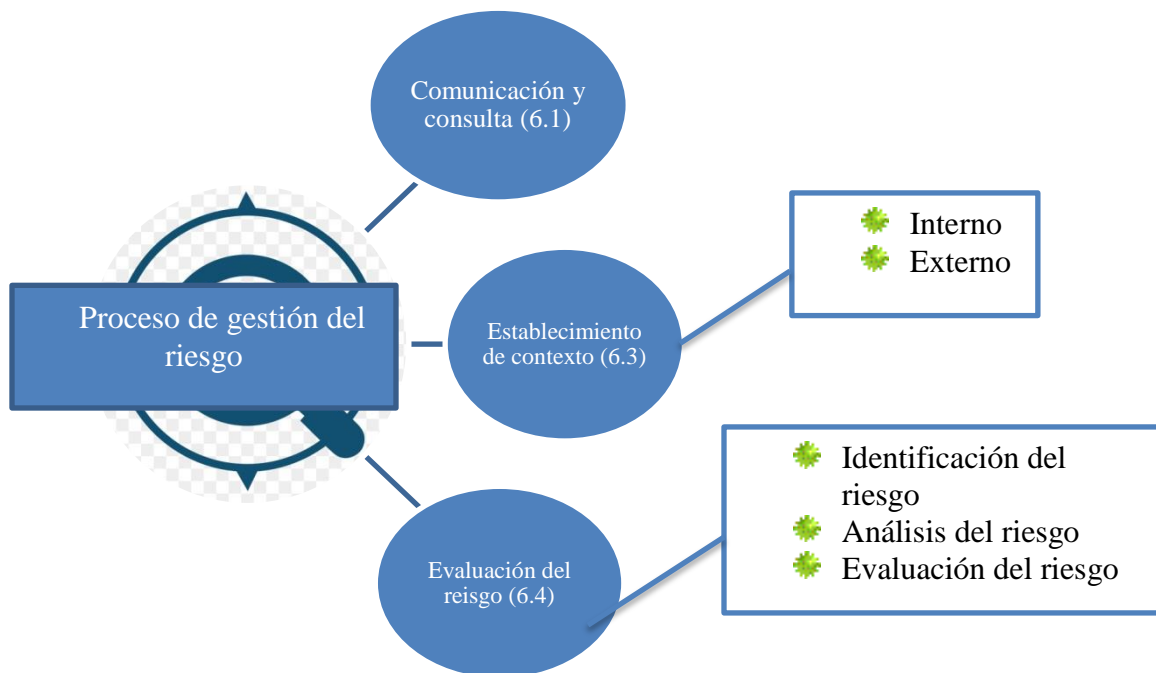 Comunicación y
consulta (6.1)
Proceso de gestión del
riesgo
Establecimiento
de contexto (6.3)
Interno
Externo
Evaluación del
reisgo (6.4)
Identificación del
riesgo
Análisis del riesgo
Evaluación del riesgo